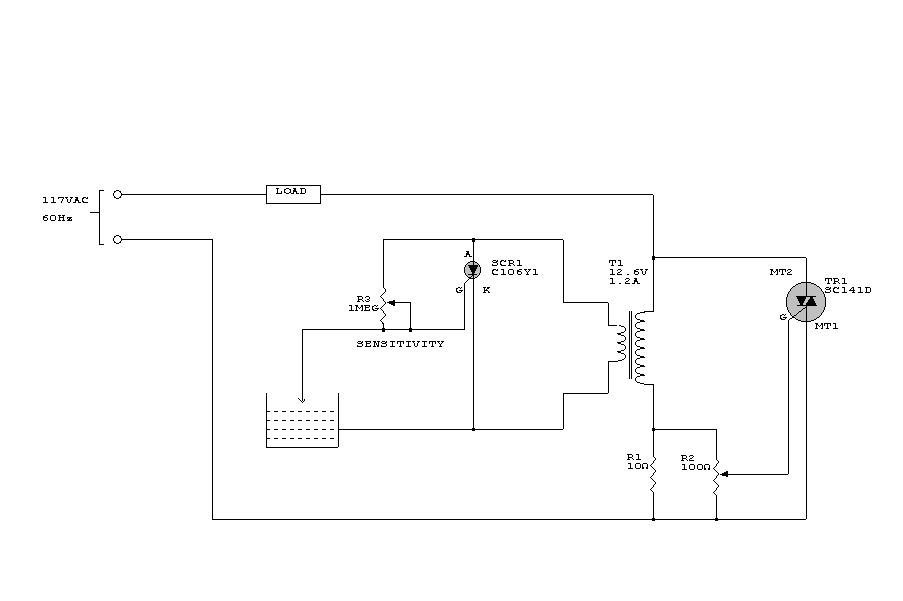 117VAC
60Hz
LOAD
A
SCR1
C106Y1
G
K
R3
1MEG
SENSITIVITY
T1
12.6V
1.2A
MT2
TR1
SC141D
G
MT1
R1
10Ω
R2
100Ω